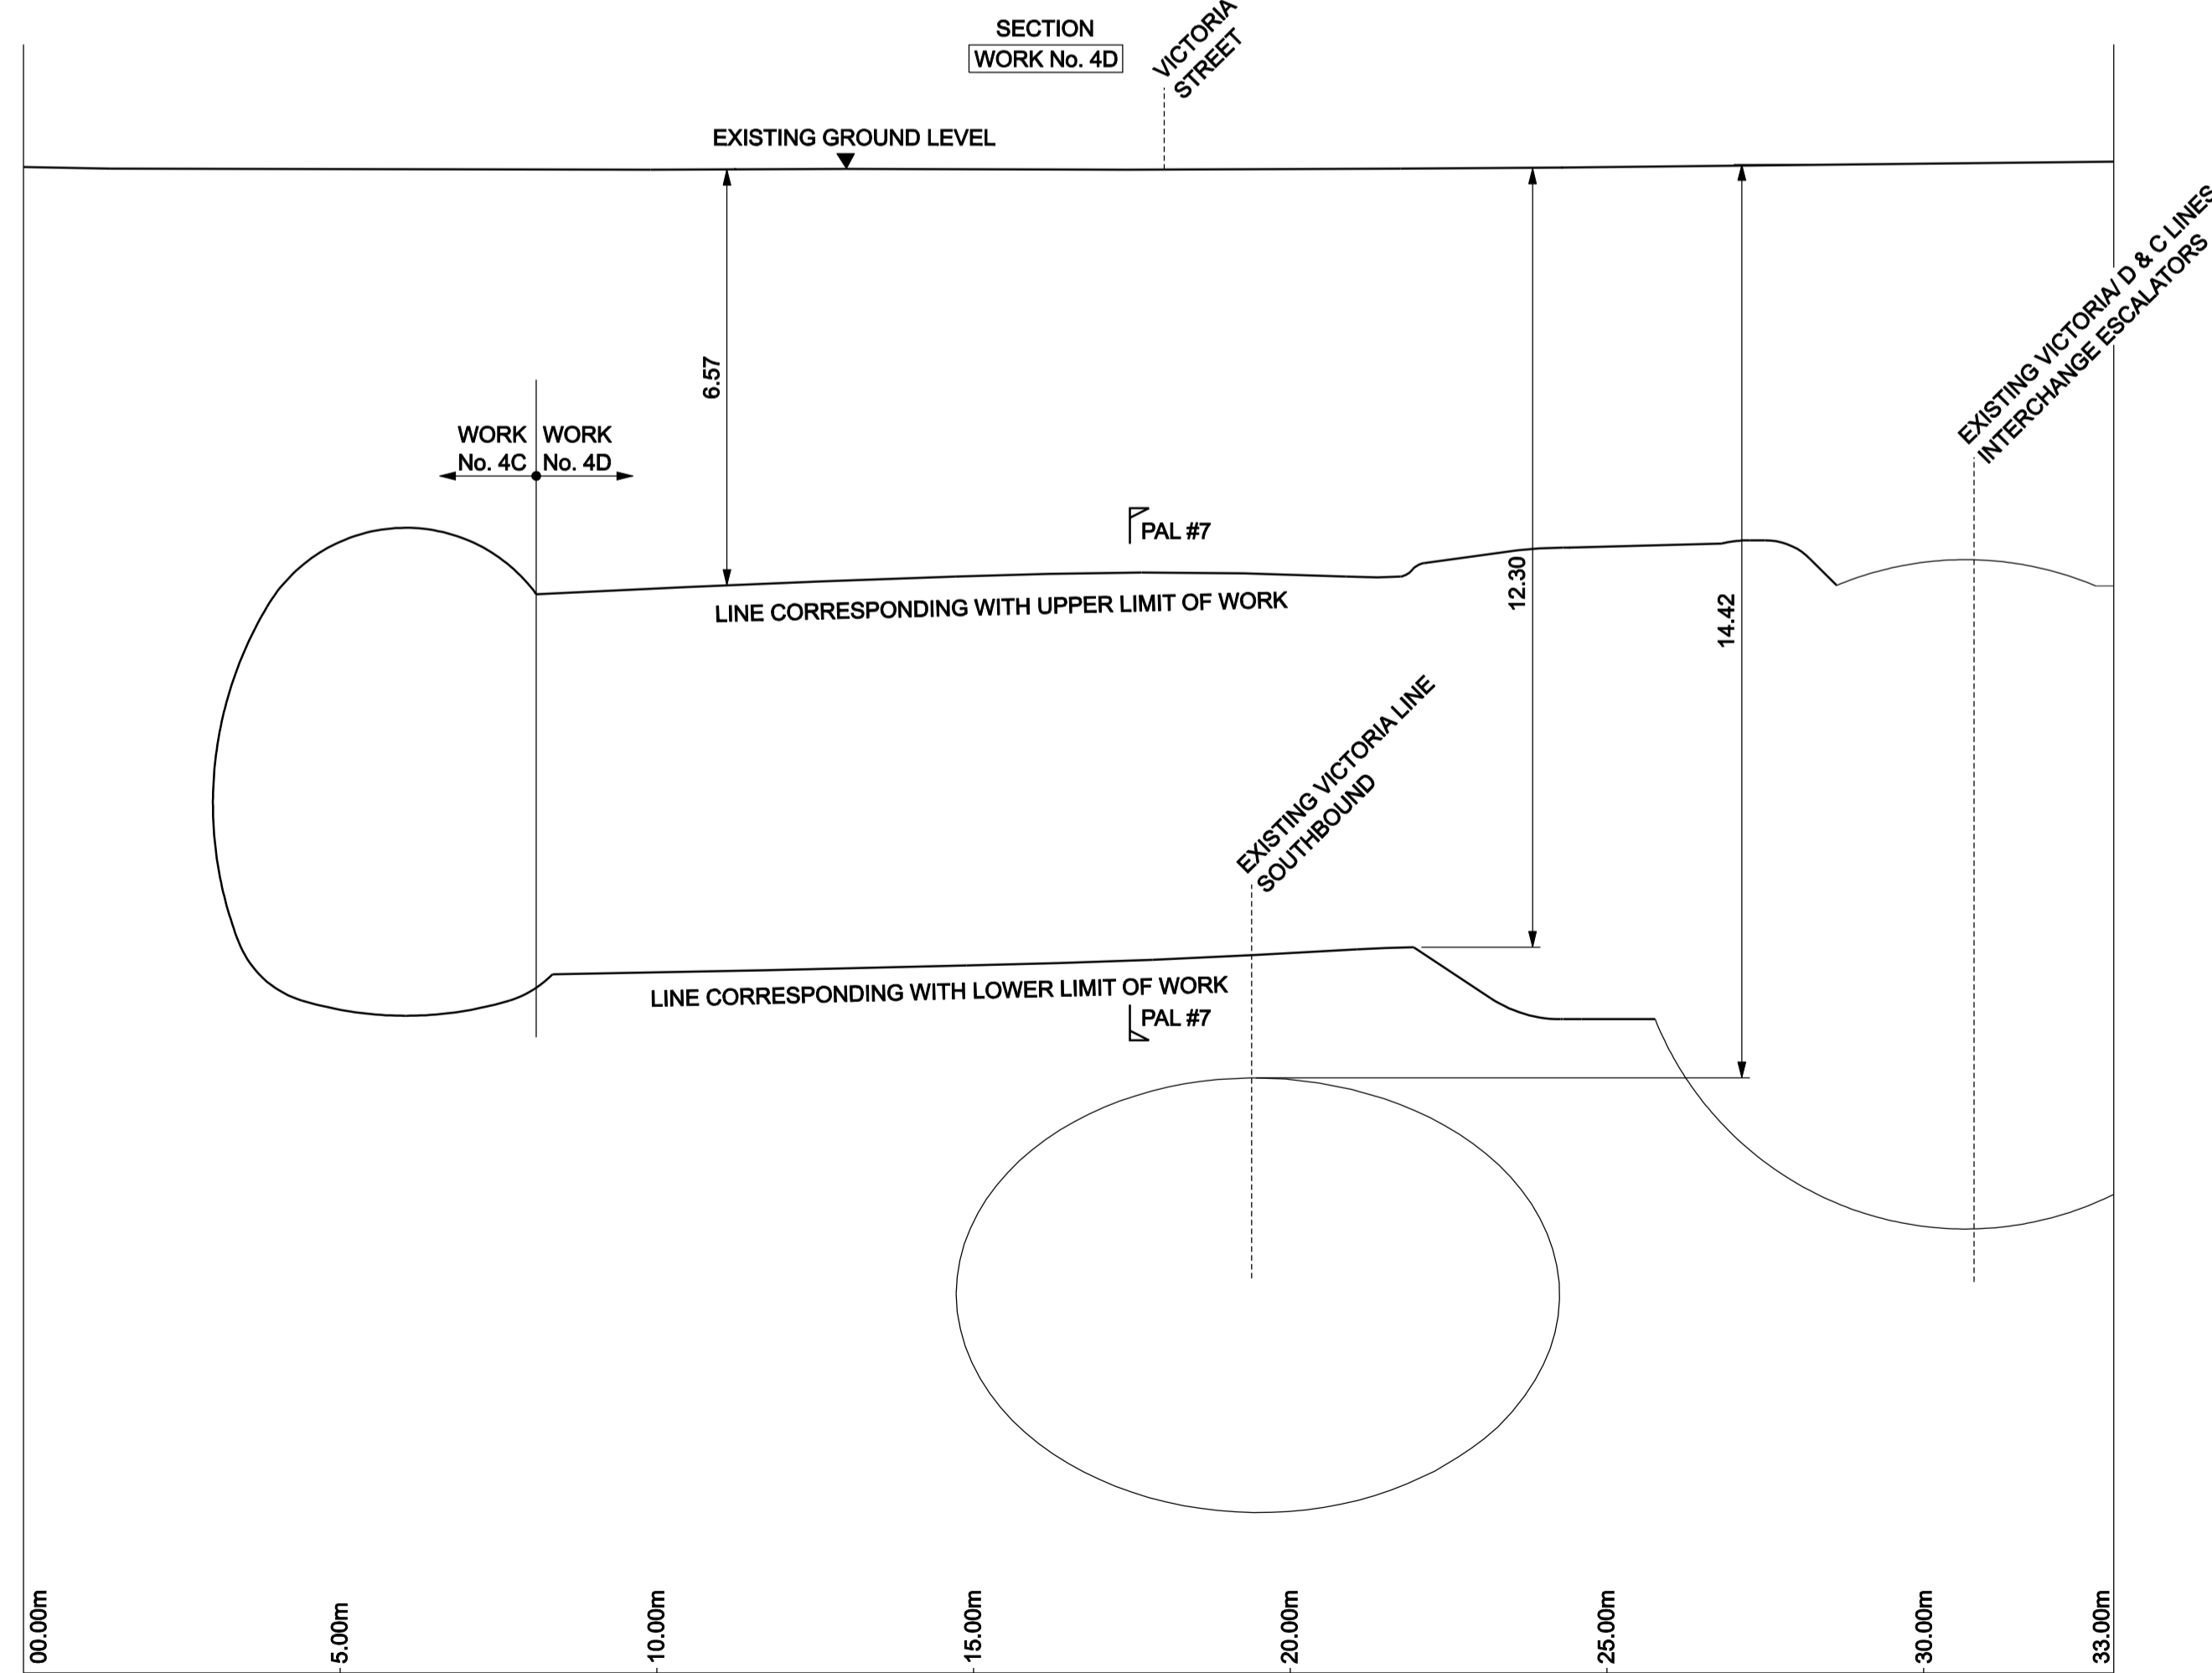 SECTION
WORK No. 4D
VICTORIA
STREET
EXISTING GROUND LEVEL
EXISTING VICTORIA/ D & C LINES
INTERCHANGE ESCALATORS
6.57
WORK
No. 4C
WORK
No. 4D
PAL #7
12.30
14.42
LINE CORRESPONDING WITH UPPER LIMIT OF WORK
EXISTING VICTORIA LINE
SOUTHBOUND
LINE CORRESPONDING WITH LOWER LIMIT OF WORK
PAL #7
00.00m
5.00m
10.00m
15.00m
20.00m
25.00m
30.00m
33.00m